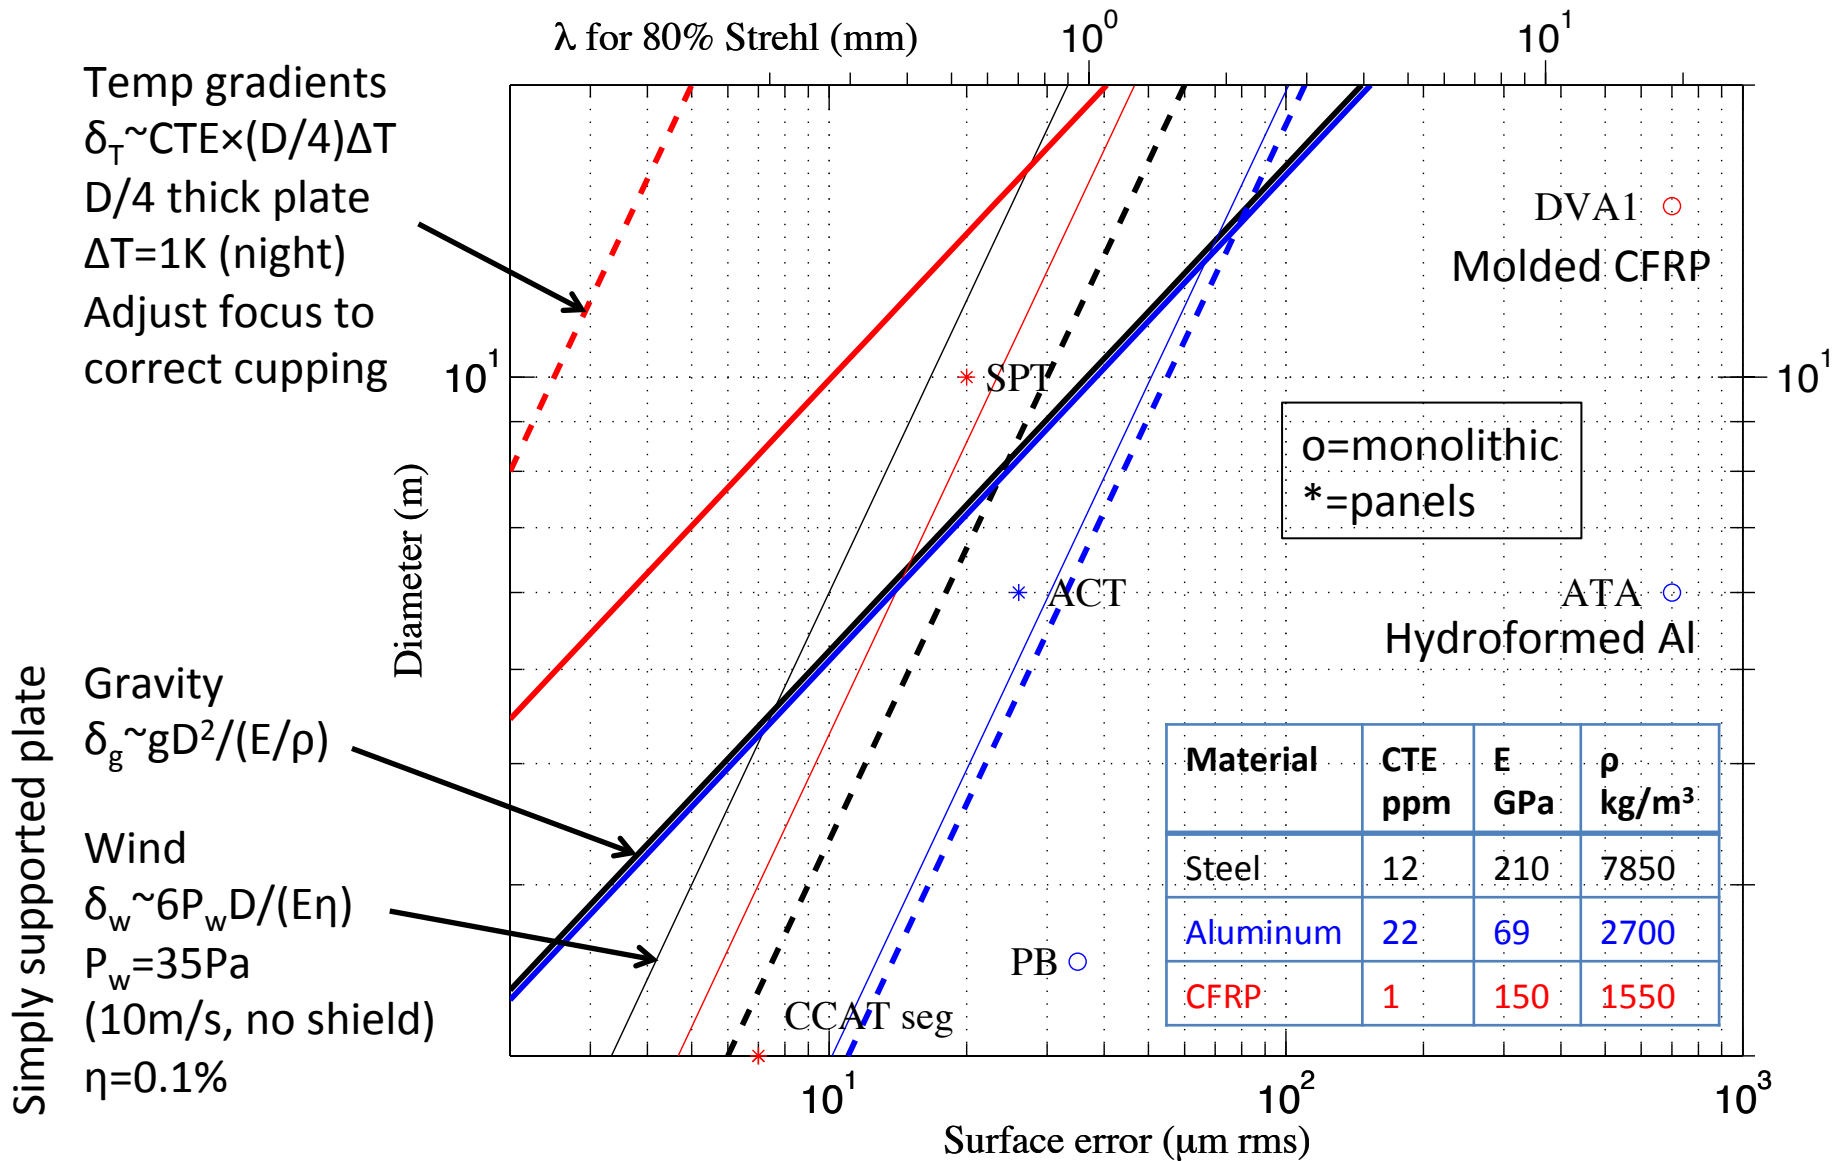 λ for 80% Strehl (mm)
10⁰
10¹
Temp gradients
δ_T~CTE×(D/4)ΔT
D/4 thick plate
ΔT=1K (night)
Adjust focus to
correct cupping
10¹
10¹
Diameter (m)
DVA1
Molded CFRP
SPT
o=monolithic
*=panels
ACT
ATA
Hydroformed Al
Simply supported plate
Gravity
δ_g~gD²/(E/ρ)
Wind
δ_w~6P_wD/(Eη)
P_w=35Pa
(10m/s, no shield)
η=0.1%
PB
CCAT seg
Material CTE ppm E GPa ρ kg/m³
Steel 12 210 7850
Aluminum 22 69 2700
CFRP 1 150 1550
10¹
10²
10³
Surface error (μm rms)